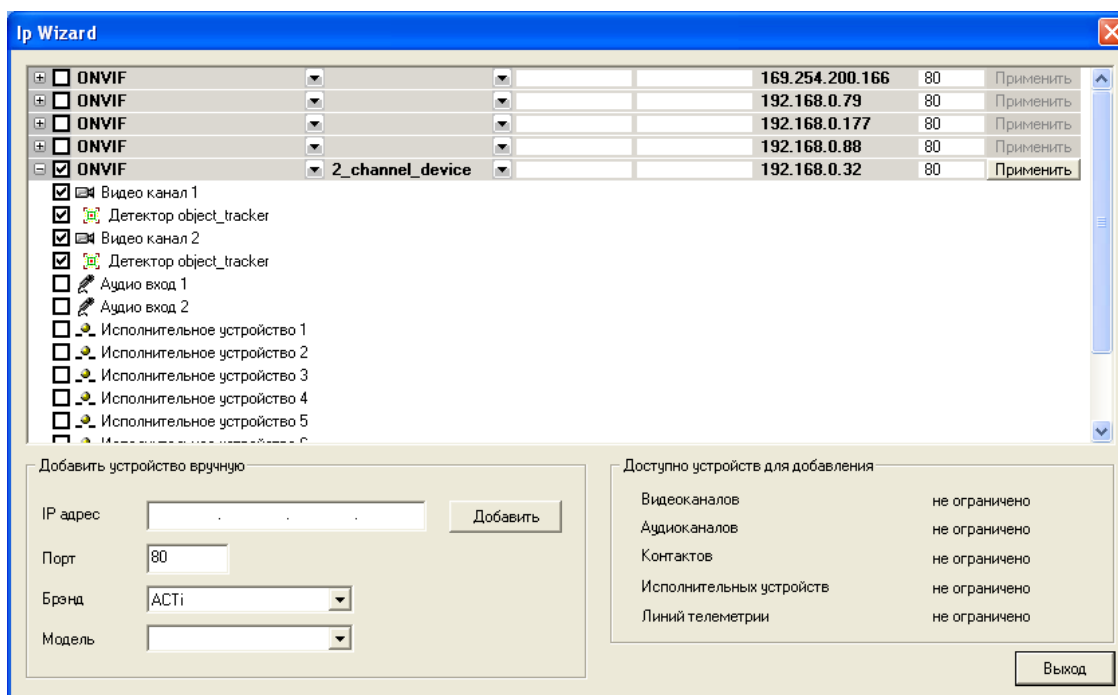 Ip Wizard
ONVIF 169.254.200.166 80 Применить
ONVIF 192.168.0.79 80 Применить
ONVIF 192.168.0.177 80 Применить
ONVIF 192.168.0.88 80 Применить
ONVIF 2_channel_device 192.168.0.32 80 Применить
Видео канал 1
Детектор object_tracker
Видео канал 2
Детектор object_tracker
Аудио вход 1
Аудио вход 2
Исполнительное устройство 1
Исполнительное устройство 2
Исполнительное устройство 3
Исполнительное устройство 4
Исполнительное устройство 5
Добавить устройство вручную
IP адрес . . . Добавить
Порт 80
Брэнд ACTi
Модель
Доступно устройств для добавления
Видеоканалов не ограничено
Аудиоканалов не ограничено
Контактов не ограничено
Исполнительных устройств не ограничено
Линий телеметрии не ограничено
Выход